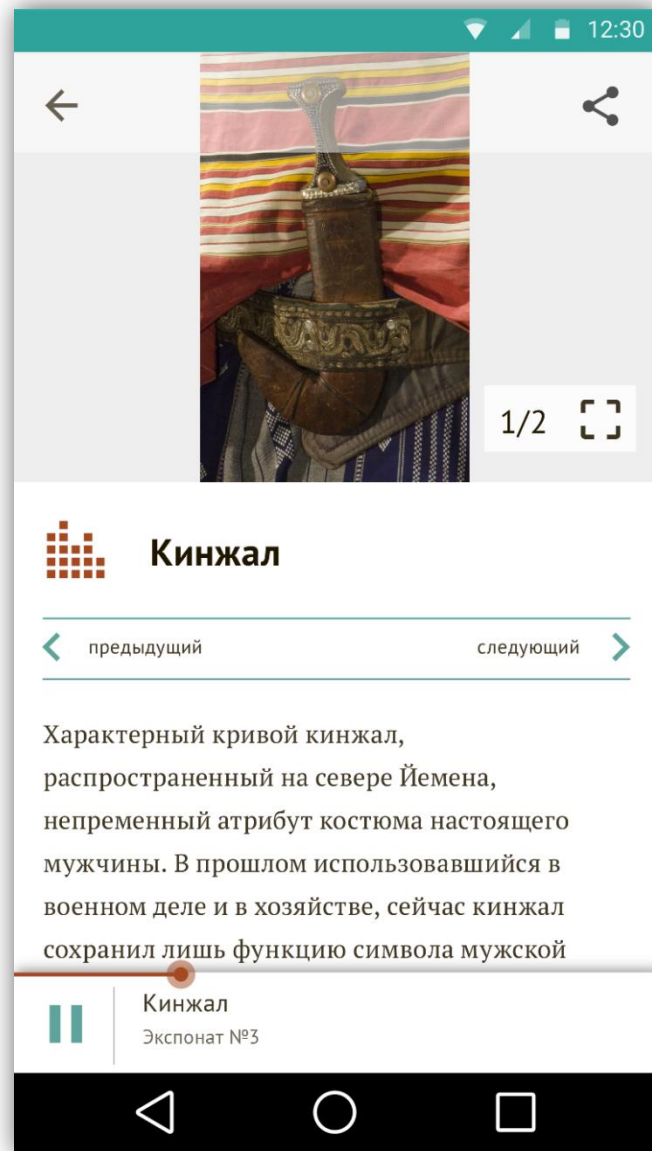 12:30
1/2
Кинжал
предыдущий
следующий
Характерный кривой кинжал,
распространенный на севере Йемена,
непременный атрибут костюма настоящего
мужчины. В прошлом использовавшийся в
военном деле и в хозяйстве, сейчас кинжал
сохранил лишь функцию символа мужской
Кинжал
Экспонат №3